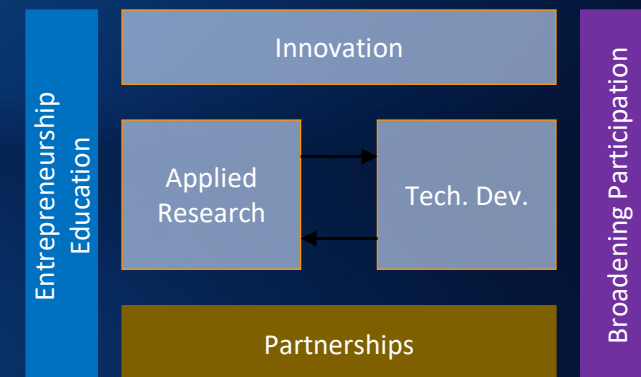 Innovation
Entrepreneurship
Education
Applied
Research
Tech. Dev.
Broadening Participation
Partnerships